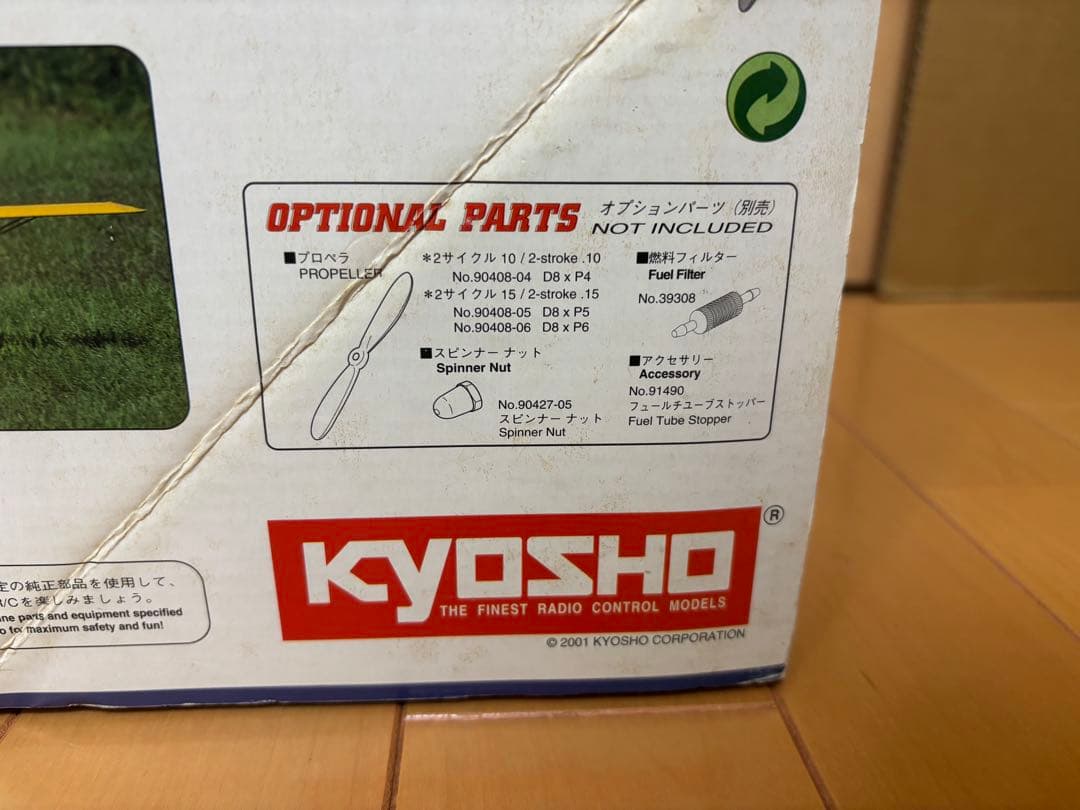 OPTIONAL PARTS オプションパーツ (別売)
NOT INCLUDED
■プロペラ
PROPELLER
*2サイクル 10 / 2-stroke .10
No.90408-04 D8 x P4
*2サイクル 15 / 2-stroke .15
No.90408-05 D8 x P5
No.90408-06 D8 x P6
■スピンナー ナット
Spinner Nut
No.90427-05
スピンナー ナット
Spinner Nut
■燃料フィルター
Fuel Filter
No.39308
■アクセサリー
Accessory
No.91490
フュールチューブストッパー
Fuel Tube Stopper
の純正部品を使用して、
/Cを楽しみましょう。
parts and equipment specified
for maximum safety and fun!
KYOSHO ®
THE FINEST RADIO CONTROL MODELS
© 2001 KYOSHO CORPORATION